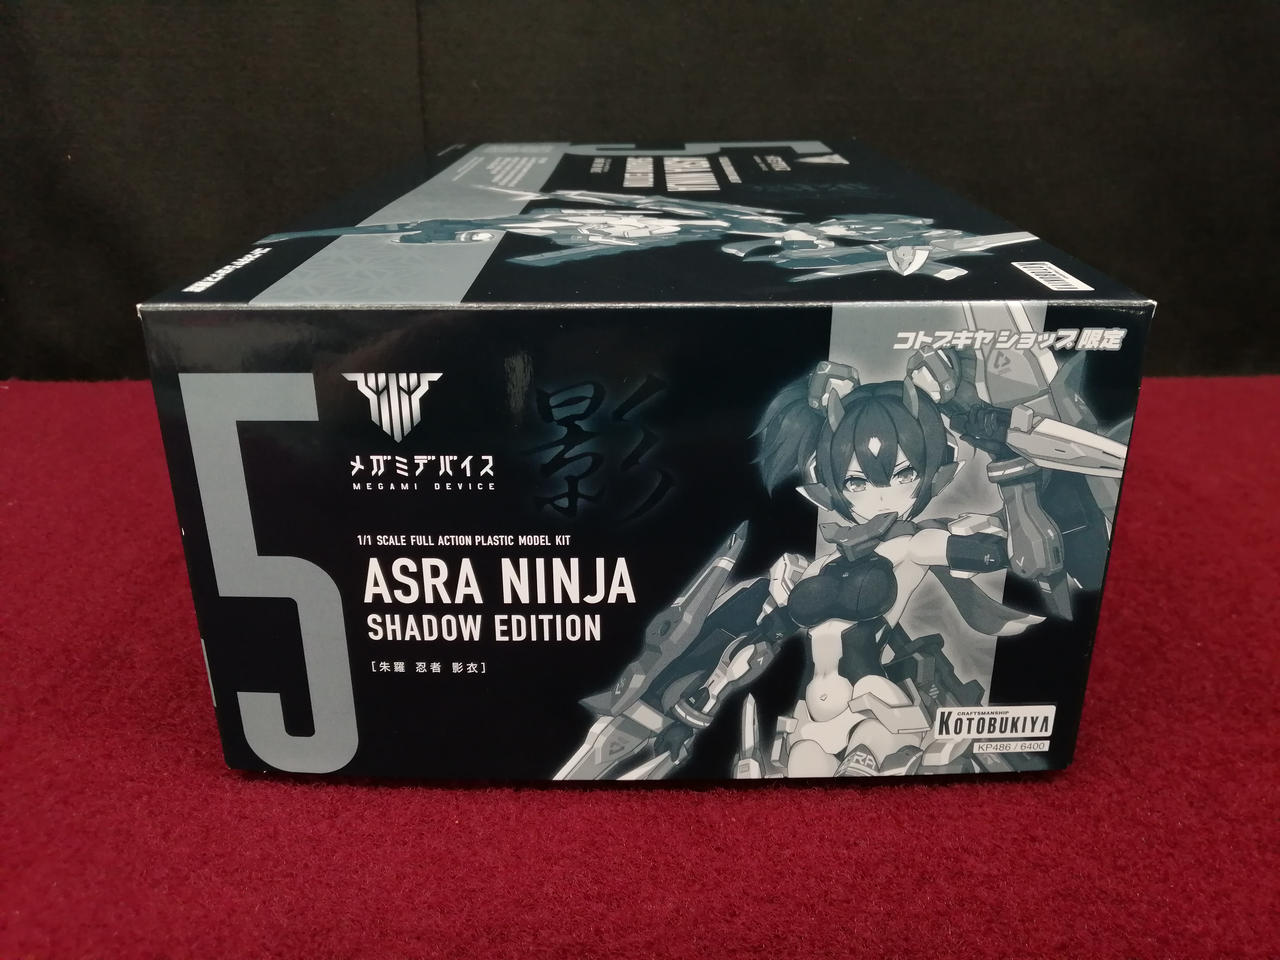 KOTOBUKIYA
コトブキヤ ショップ 限定
5
影
メガミデバイス
MEGAMI DEVICE
1/1 SCALE FULL ACTION PLASTIC MODEL KIT
ASRA NINJA
SHADOW EDITION
[朱羅 忍者 影衣]
CRAFTSMANSHIP
KOTOBUKIYA
KP486 / 6400